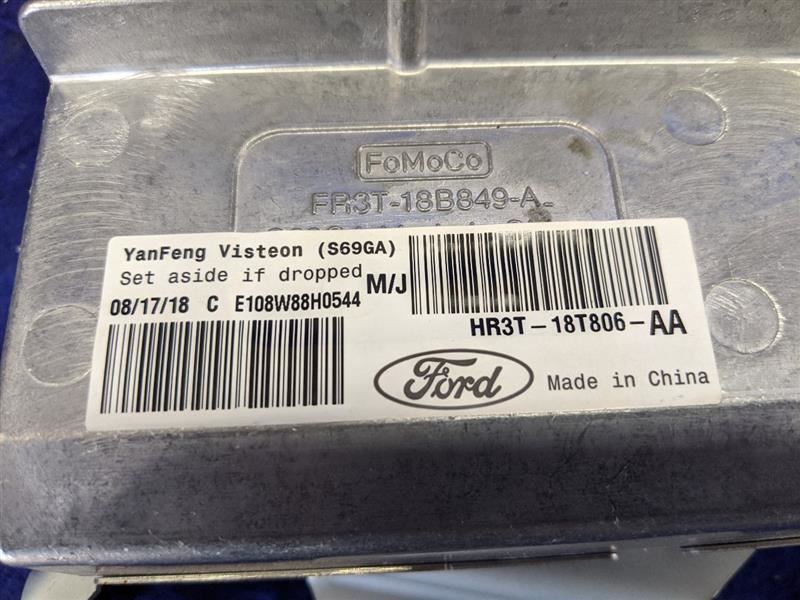 FoMoCo
FR3T-18B849-A
YanFeng Visteon (S69GA)
Set aside if dropped
M/J
08/17/18 C E108W88H0544
HR3T-18T806-AA
Ford
Made in China